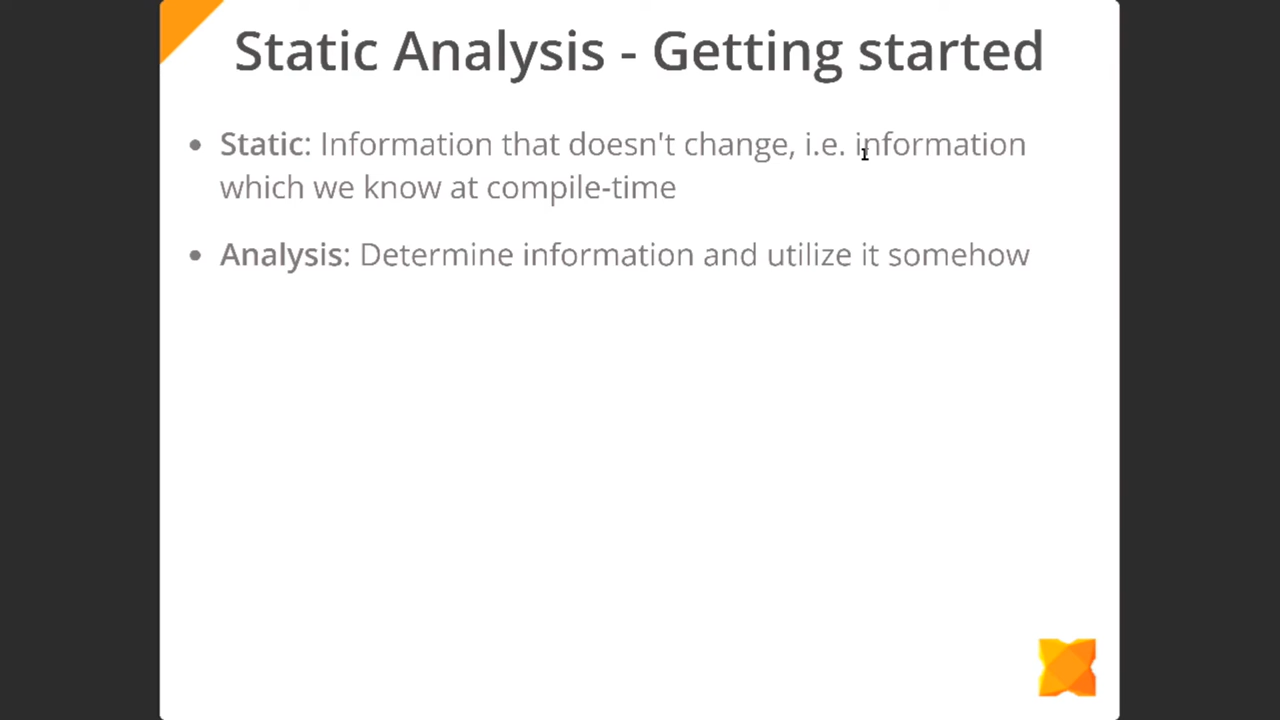 Static Analysis - Getting started
Static: Information that doesn't change, i.e. information
which we know at compile-time
Analysis: Determine information and utilize it somehow